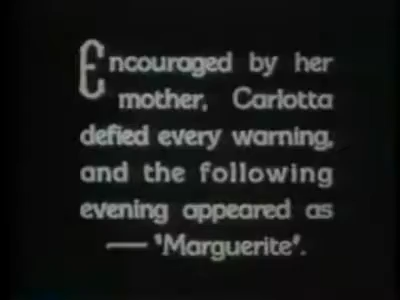 Encouraged by her
mother, Carlotta
defied every warning,
and the following
evening appeared as
— 'Marguerite'.